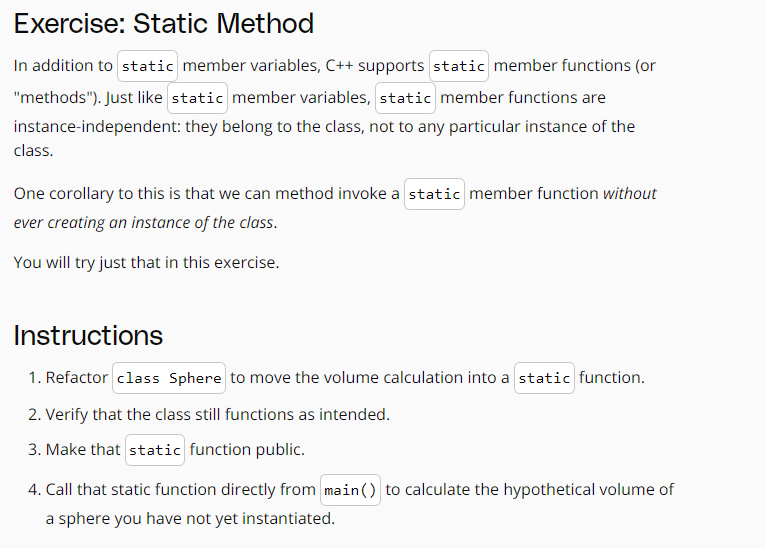 Exercise: Static Method
In addition to static member variables, C++ supports static member functions (or
"methods"). Just like static member variables, static member functions are
instance-independent: they belong to the class, not to any particular instance of the
class.
One corollary to this is that we can method invoke a static member function without
ever creating an instance of the class.
You will try just that in this exercise.
Instructions
1. Refactor class Sphere to move the volume calculation into a static function.
2. Verify that the class still functions as intended.
3. Make that static function public.
4. Call that static function directly from main() to calculate the hypothetical volume of
a sphere you have not yet instantiated.